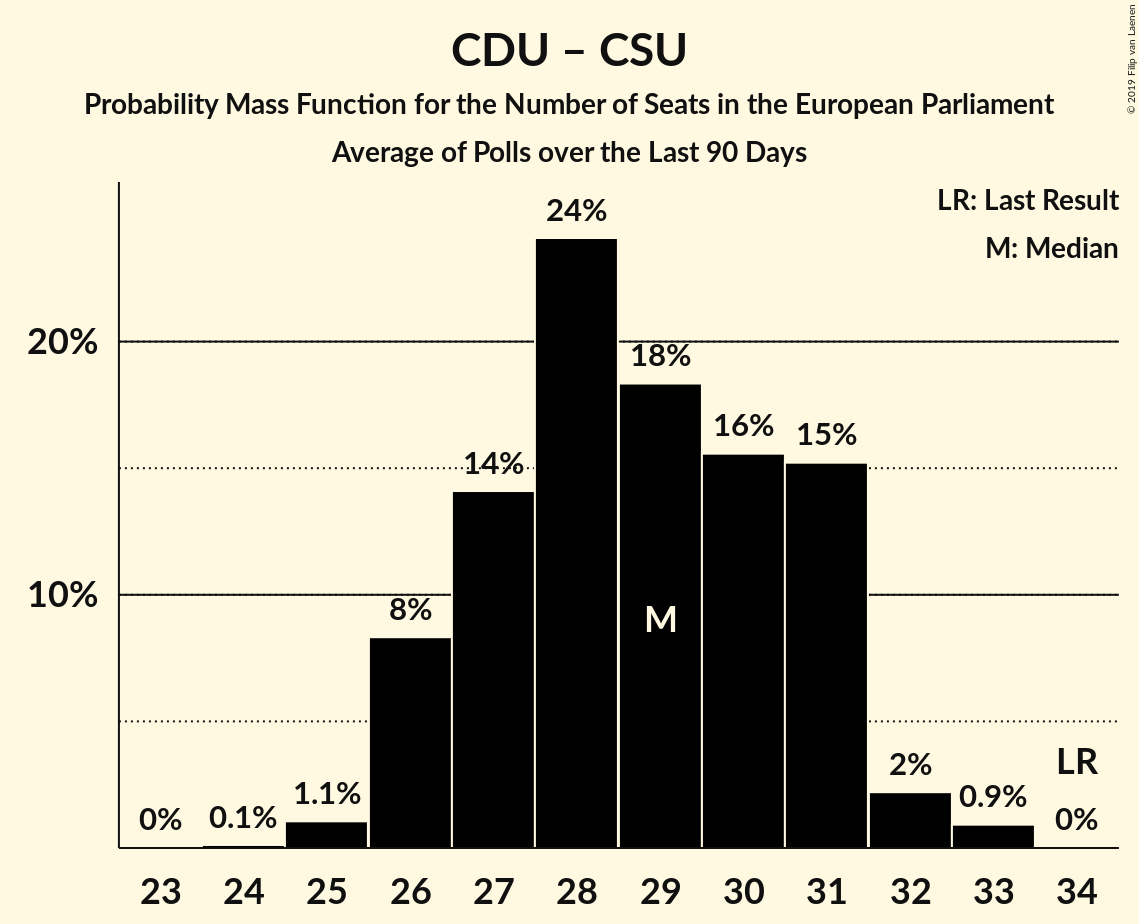 CDU – CSU
Probability Mass Function for the Number of Seats in the European Parliament
Average of Polls over the Last 90 Days
© 2019 Filip van Laenen
LR: Last Result
M: Median
24%
20%
18%
16%
15%
14%
10%
8%
M
LR
2%
1.1%
0.9%
0%
0.1%
0%
23 24 25 26 27 28 29 30 31 32 33 34